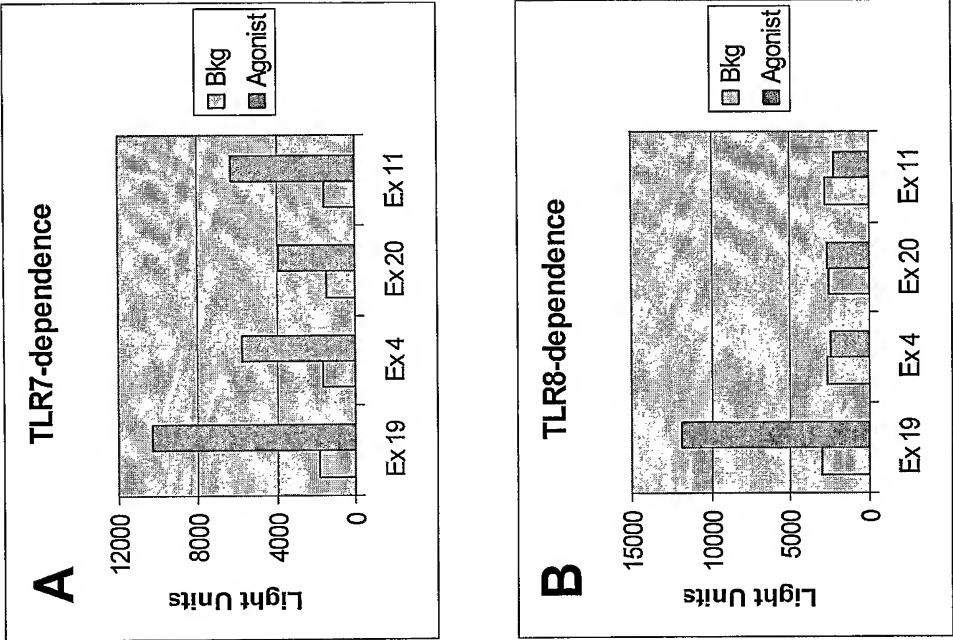 A
TLR7-dependence
12000
8000
4000
0
Light Units
Ex 19
Ex 4
Ex 20
Ex 11
Bkg
Agonist
B
TLR8-dependence
15000
10000
5000
0
Light Units
Ex 19
Ex 4
Ex 20
Ex 11
Bkg
Agonist